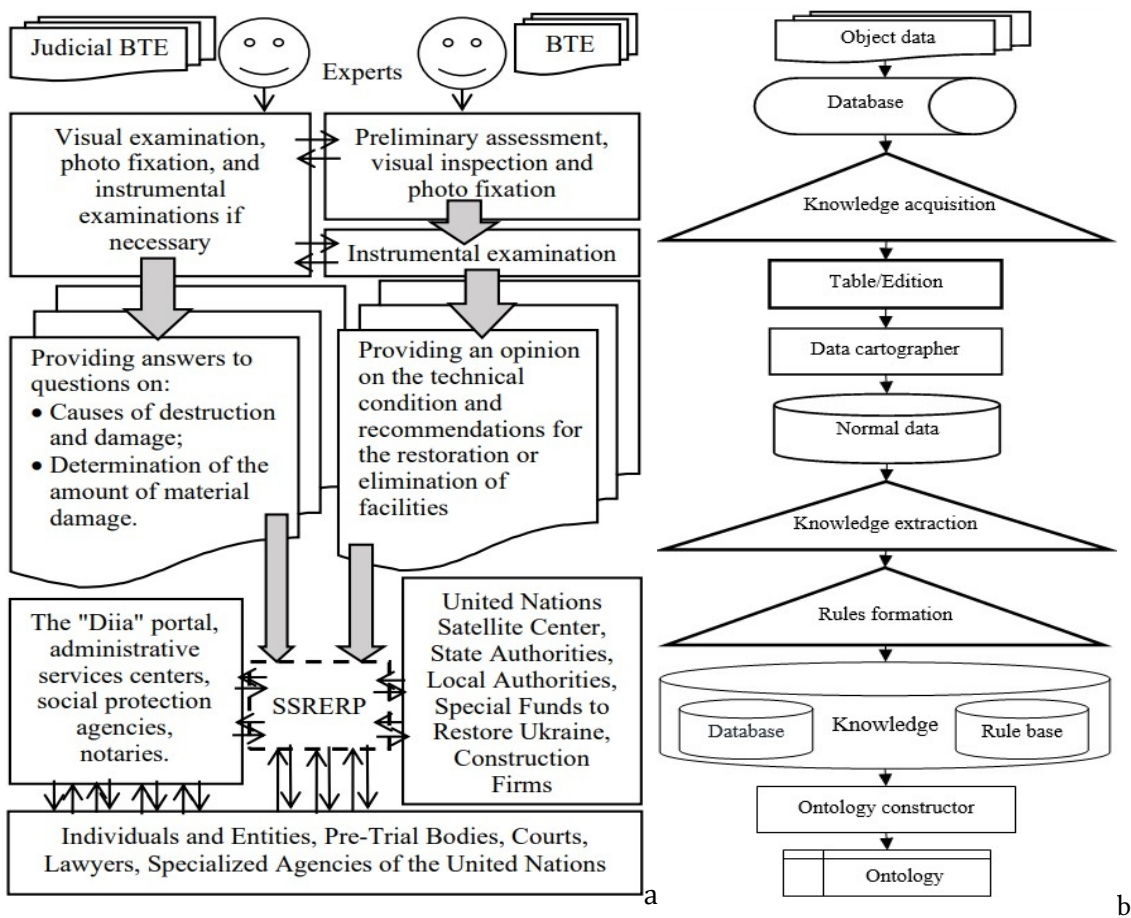 Judicial BTE
Experts
BTE
Visual examination,
photo fixation, and
instrumental
examinations if
necessary
Preliminary assessment,
visual inspection and
photo fixation
Instrumental examination
Providing answers to
questions on:
• Causes of destruction
and damage;
• Determination of the
amount of material
damage.
Providing an opinion
on the technical
condition and
recommendations for
the restoration or
elimination of
facilities
The "Diia" portal,
administrative
services centers,
social protection
agencies,
notaries.
SSRERP
United Nations
Satellite Center,
State Authorities,
Local Authorities,
Special Funds to
Restore Ukraine,
Construction
Firms
Individuals and Entities, Pre-Trial Bodies, Courts,
Lawyers, Specialized Agencies of the United Nations
a
Object data
Database
Knowledge acquisition
Table/Edition
Data cartographer
Normal data
Knowledge extraction
Rules formation
Database
Knowledge
Rule base
Ontology constructor
Ontology
b